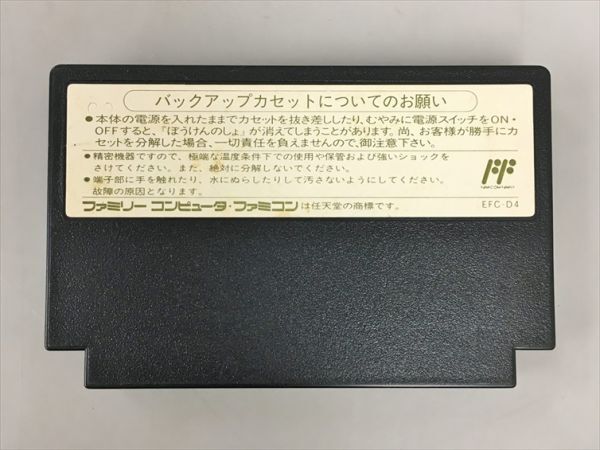 バックアップカセットについてのお願い
●本体の電源を入れたままでカセットを抜き差ししたり、むやみに電源スイッチをON・
OFFすると、『ぼうけんのしょ』が消えてしまうことがあります。尚、お客様が勝手にカ
セットを分解した場合、一切責任を負えませんので、御注意下さい。
●精密機器ですので、極端な温度条件下での使用や保管および強いショックを
さけてください。また、絶対に分解しないでください。
●端子部に手を触れたり、水にぬらしたりして汚さないようにしてください。
故障の原因となります。
ファミリーコンピュータ・ファミコンは任天堂の商標です。
EFC-D4